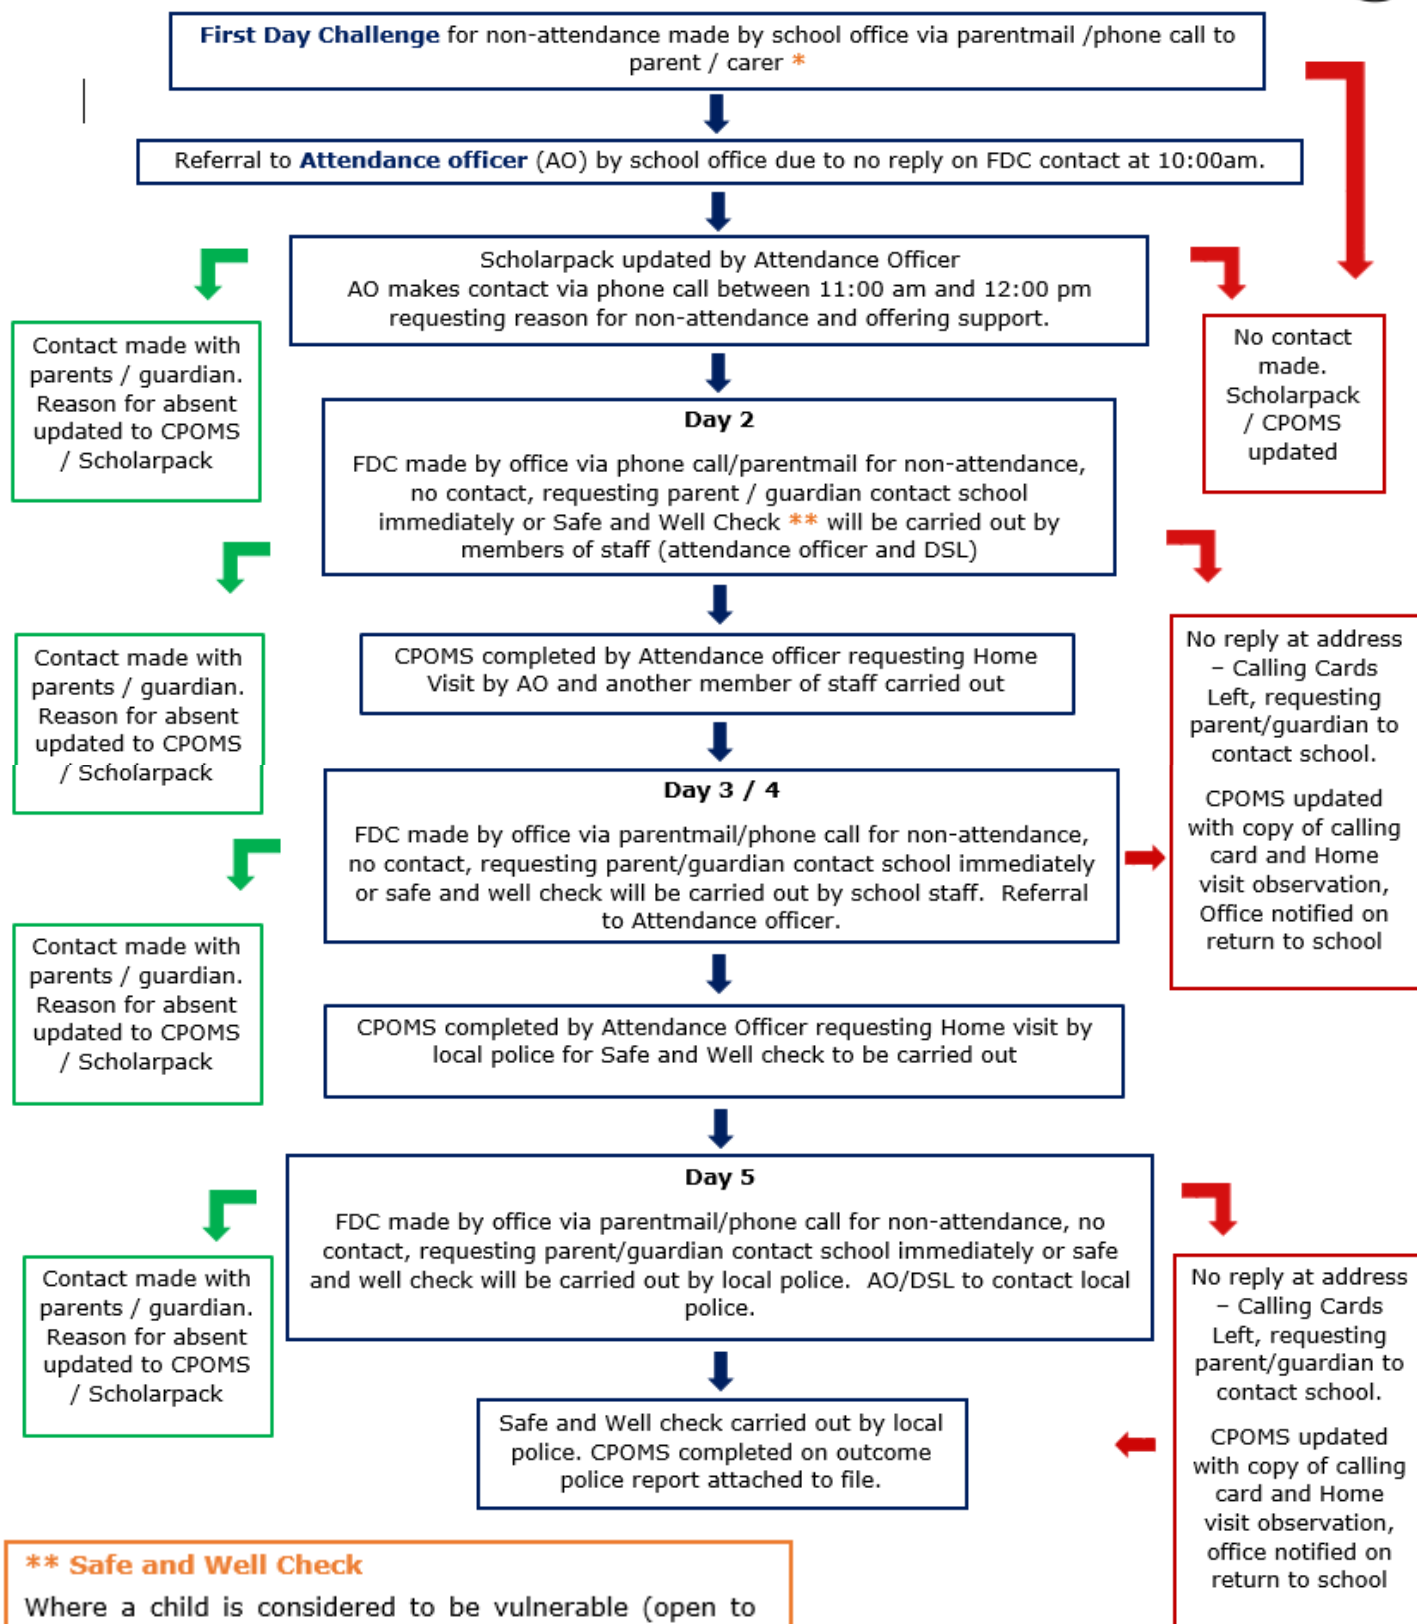 First Day Challenge for non-attendance made by school office via parentmail /phone call to
parent / carer *
Referral to Attendance officer (AO) by school office due to no reply on FDC contact at 10:00am.
Scholarpack updated by Attendance Officer
AO makes contact via phone call between 11:00 am and 12:00 pm
requesting reason for non-attendance and offering support.
Contact made with
parents / guardian.
Reason for absent
updated to CPOMS
/ Scholarpack
No contact
made.
Scholarpack
/ CPOMS
updated
Day 2
FDC made by office via phone call/parentmail for non-attendance,
no contact, requesting parent / guardian contact school
immediately or Safe and Well Check ** will be carried out by
members of staff (attendance officer and DSL)
Contact made with
parents / guardian.
Reason for absent
updated to CPOMS
/ Scholarpack
CPOMS completed by Attendance officer requesting Home
Visit by AO and another member of staff carried out
No reply at address
– Calling Cards
Left, requesting
parent/guardian to
contact school.
CPOMS updated
with copy of calling
card and Home
visit observation,
Office notified on
return to school
Day 3 / 4
FDC made by office via parentmail/phone call for non-attendance,
no contact, requesting parent/guardian contact school immediately
or safe and well check will be carried out by school staff.  Referral
to Attendance officer.
Contact made with
parents / guardian.
Reason for absent
updated to CPOMS
/ Scholarpack
CPOMS completed by Attendance Officer requesting Home visit by
local police for Safe and Well check to be carried out
Day 5
FDC made by office via parentmail/phone call for non-attendance, no
contact, requesting parent/guardian contact school immediately or safe
and well check will be carried out by local police.  AO/DSL to contact local
police.
Contact made with
parents / guardian.
Reason for absent
updated to CPOMS
/ Scholarpack
No reply at address
– Calling Cards
Left, requesting
parent/guardian to
contact school.
CPOMS updated
with copy of calling
card and Home
visit observation,
office notified on
return to school
Safe and Well check carried out by local
police. CPOMS completed on outcome
police report attached to file.
** Safe and Well Check
Where a child is considered to be vulnerable (open to